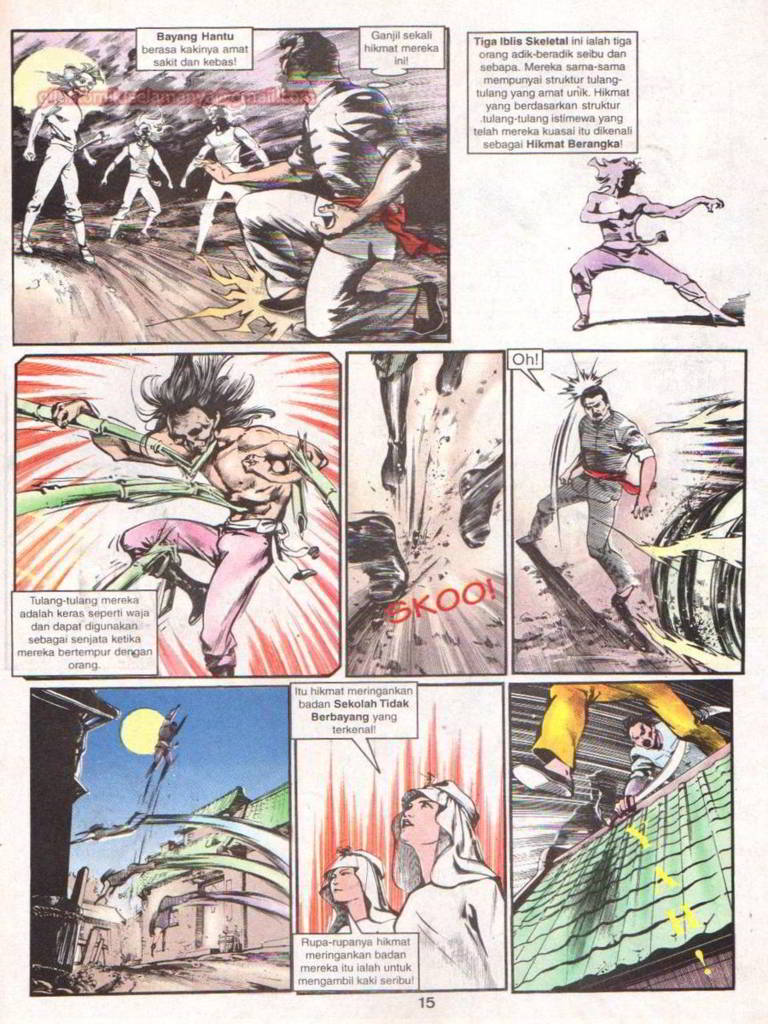 Bayang Hantu
berasa kakinya amat
sakit dan kebas!
Ganjil sekali
hikmat mereka
ini!
Tiga Iblis Skeletal ini ialah tiga
orang adik-beradik seibu dan
sebapa. Mereka sama-sama
mempunyai struktur tulang-
tulang yang amat unik. Hikmat
yang berdasarkan struktur
tulang-tulang istimewa yang
telah mereka kuasai itu dikenali
sebagai Hikmat Berangka!
Tulang-tulang mereka
adalah keras seperti waja
dan dapat digunakan
sebagai senjata ketika
mereka bertempur dengan
orang.
SKOO!
Oh!
Itu hikmat meringankan
badan Sekolah Tidak
Berbayang yang
terkenal!
Rupa-rupanya hikmat
meringankan badan
mereka itu ialah untuk
mengambil kaki seribu!
YAH!
15